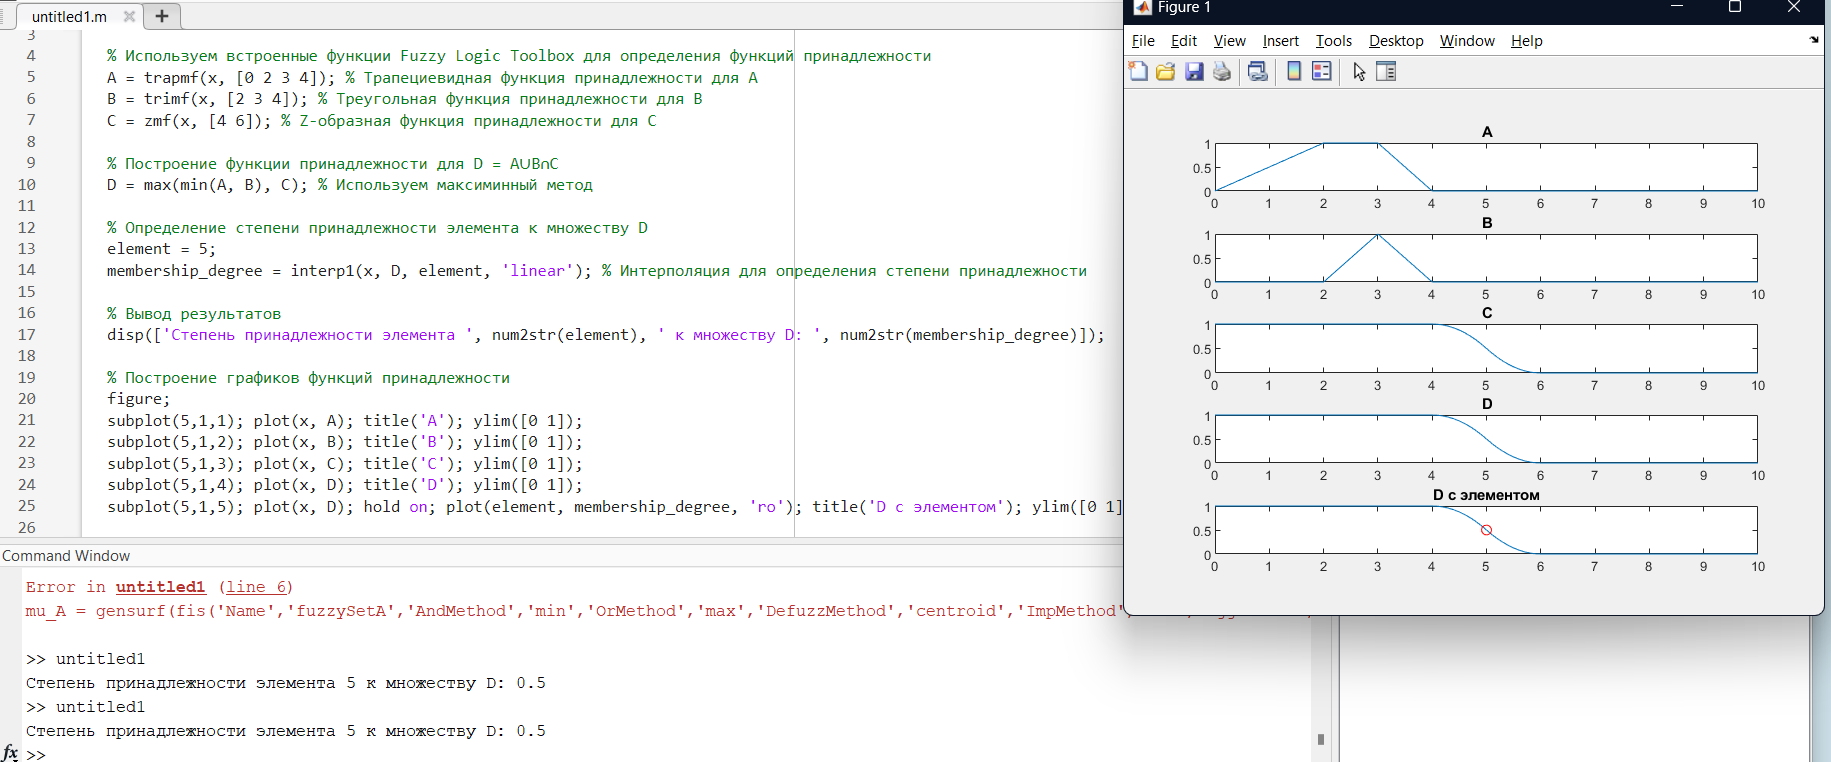 untitled1.m
3
4 % Используем встроенные функции Fuzzy Logic Toolbox для определения функций принадлежности
5 A = trapmf(x, [0 2 3 4]); % Трапециевидная функция принадлежности для A
6 B = trimf(x, [2 3 4]); % Треугольная функция принадлежности для B
7 C = zmf(x, [4 6]); % Z-образная функция принадлежности для C
8
9 % Построение функции принадлежности для D = A∪B∩C
10 D = max(min(A, B), C); % Используем максиминный метод
11
12 % Определение степени принадлежности элемента к множеству D
13 element = 5;
14 membership_degree = interp1(x, D, element, 'linear'); % Интерполяция для определения степени принадлежности
15
16 % Вывод результатов
17 disp(['Степень принадлежности элемента ', num2str(element), ' к множеству D: ', num2str(membership_degree)]);
18
19 % Построение графиков функций принадлежности
20 figure;
21 subplot(5,1,1); plot(x, A); title('A'); ylim([0 1]);
22 subplot(5,1,2); plot(x, B); title('B'); ylim([0 1]);
23 subplot(5,1,3); plot(x, C); title('C'); ylim([0 1]);
24 subplot(5,1,4); plot(x, D); title('D'); ylim([0 1]);
25 subplot(5,1,5); plot(x, D); hold on; plot(element, membership_degree, 'ro'); title('D с элементом'); ylim([0 1]
26
Command Window
Error in untitled1 (line 6)
mu_A = gensurf(fis('Name','fuzzySetA','AndMethod','min','OrMethod','max','DefuzzMethod','centroid','ImpMethod'
>> untitled1
Степень принадлежности элемента 5 к множеству D: 0.5
>> untitled1
Степень принадлежности элемента 5 к множеству D: 0.5
fx >>
Figure 1
File Edit View Insert Tools Desktop Window Help
A
1
0.5
0
0 1 2 3 4 5 6 7 8 9 10
B
1
0.5
0
0 1 2 3 4 5 6 7 8 9 10
C
1
0.5
0
0 1 2 3 4 5 6 7 8 9 10
D
1
0.5
0
0 1 2 3 4 5 6 7 8 9 10
D с элементом
1
0.5
0
0 1 2 3 4 5 6 7 8 9 10